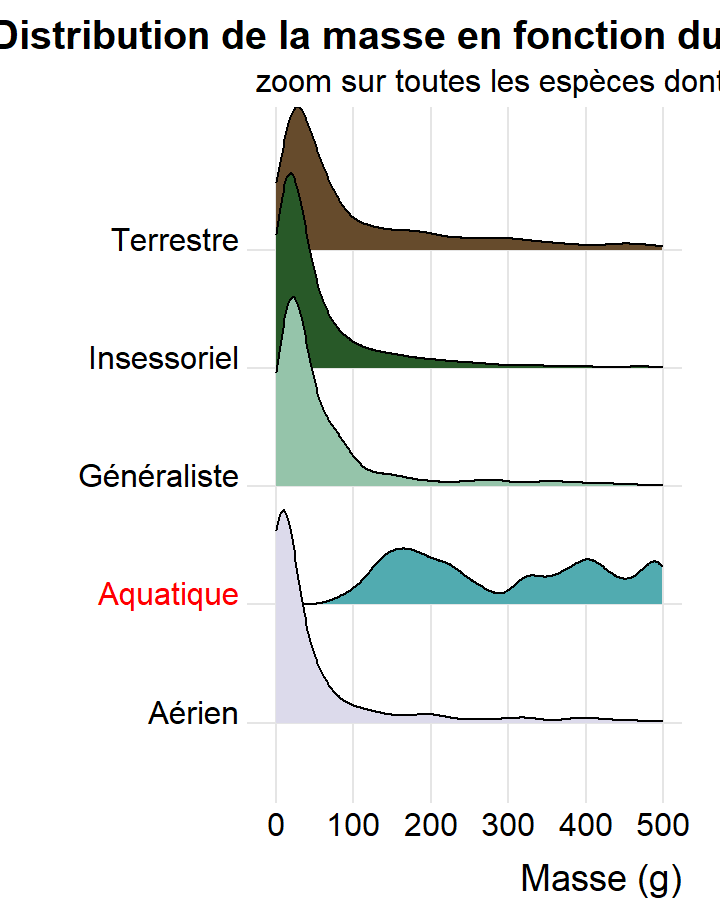 Distribution de la masse en fonction du
zoom sur toutes les espèces dont
Terrestre
Insessoriel
Généraliste
Aquatique
Aérien
0 100 200 300 400 500
Masse (g)